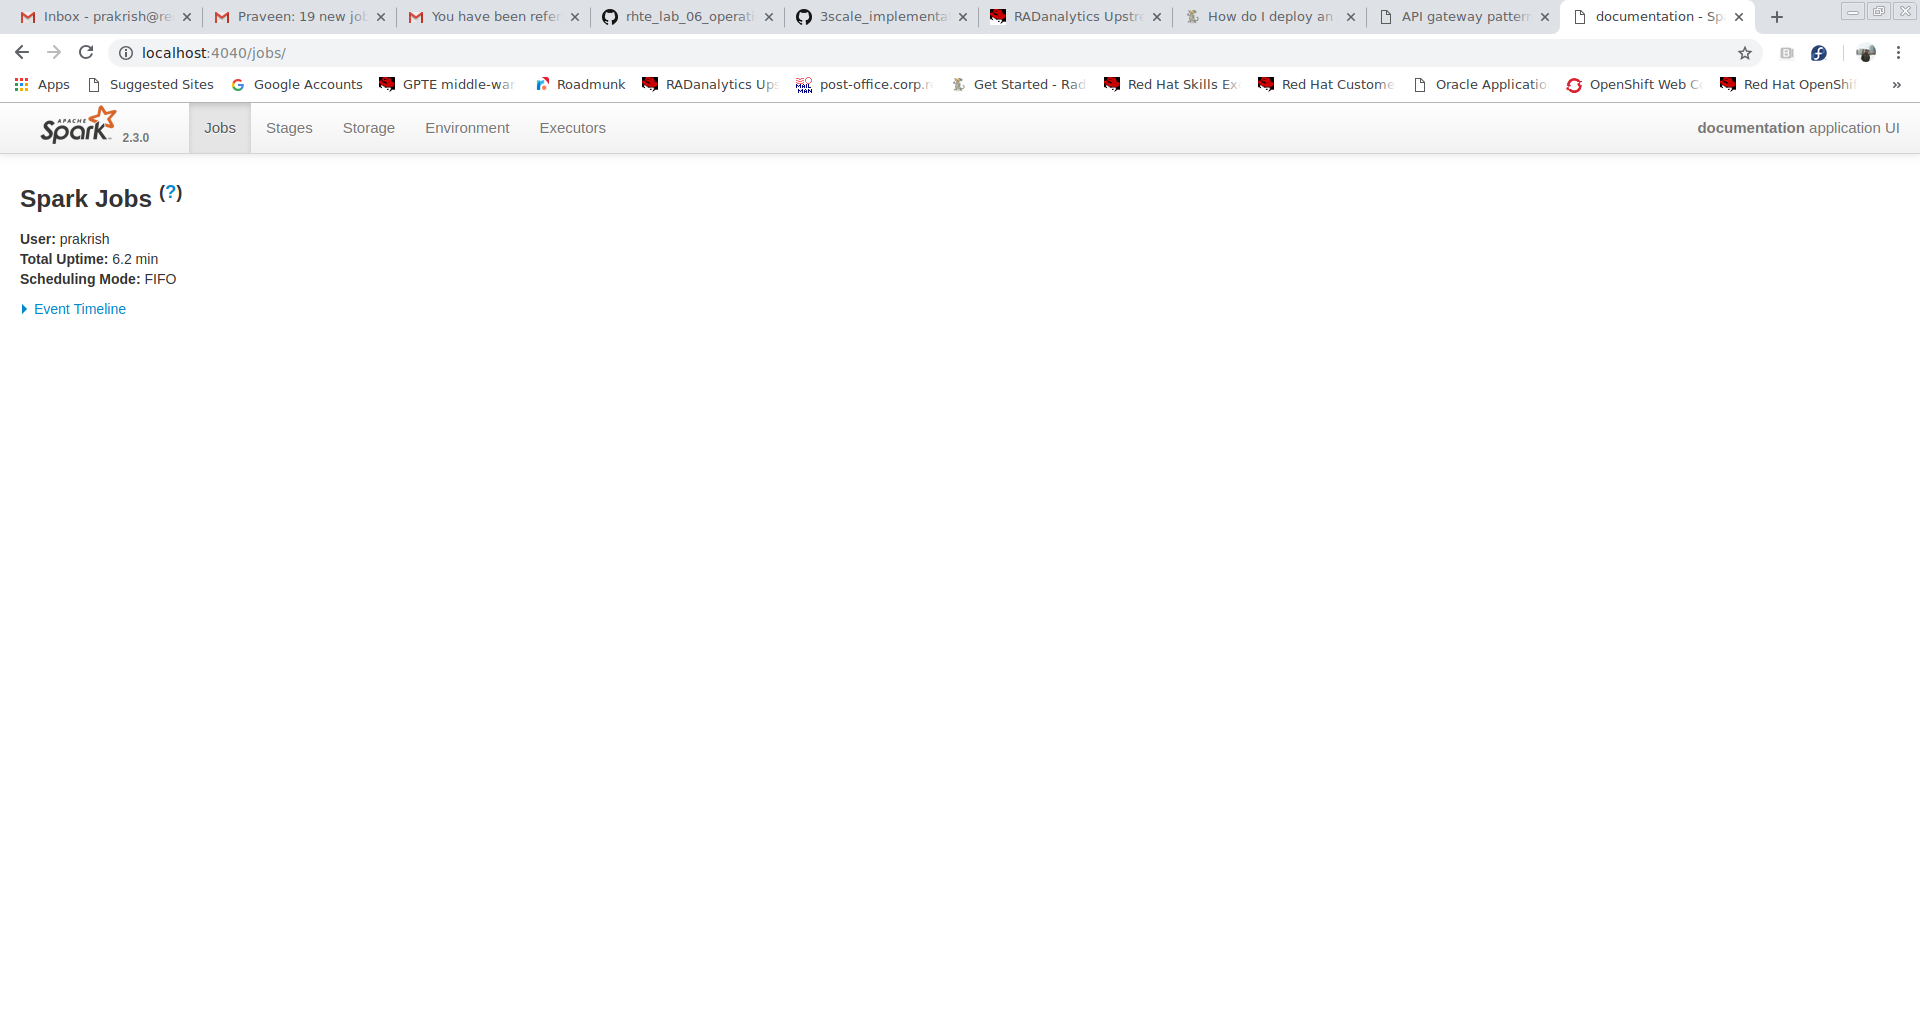 Inbox - prakrish@re
Praveen: 19 new jo
You have been refer
rhte_lab_06_operati
3scale_implementa
RADanalytics Upstre
How do I deploy an
API gateway pattern
documentation - Sp
localhost:4040/jobs/
Apps
Suggested Sites
Google Accounts
GPTE middle-war
Roadmunk
RADanalytics Ups
post-office.corp.r
Get Started - Rad
Red Hat Skills Ex
Red Hat Custome
Oracle Applicatio
OpenShift Web C
Red Hat OpenShif
»
APACHE
Spark 2.3.0
Jobs
Stages
Storage
Environment
Executors
documentation application UI
Spark Jobs (?)
User: prakrish
Total Uptime: 6.2 min
Scheduling Mode: FIFO
Event Timeline